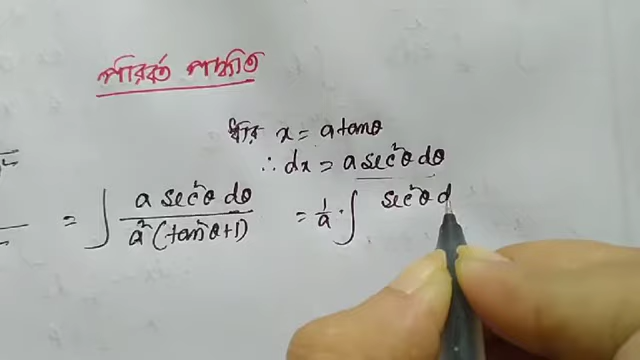 পরিবর্ত পদ্ধতি
ধরি x = a tanθ
∴ dx = a sec²θ dθ
= ∫ a sec²θ dθ / a²(tan²θ+1) = 1/a · ∫ sec²θ d